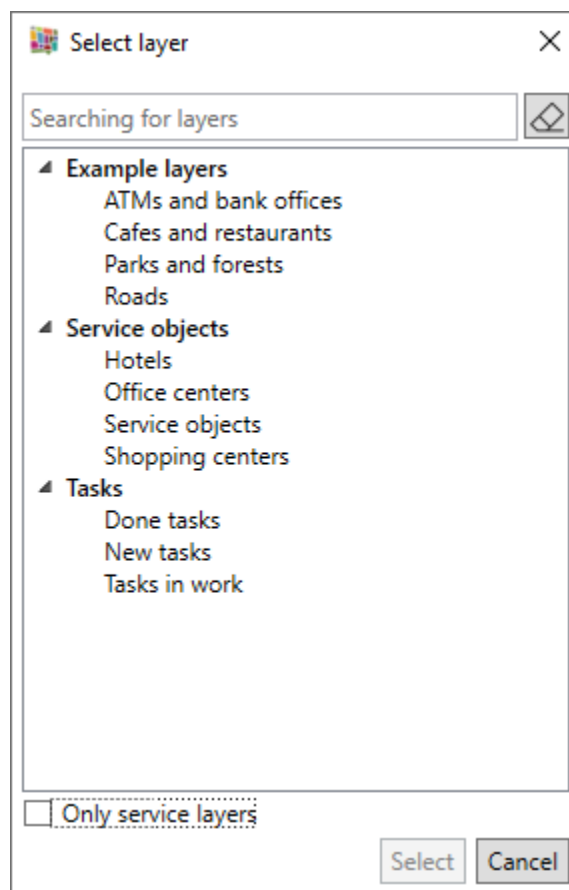 Select layer
Searching for layers
Example layers
ATMs and bank offices
Cafes and restaurants
Parks and forests
Roads
Service objects
Hotels
Office centers
Service objects
Shopping centers
Tasks
Done tasks
New tasks
Tasks in work
Only service layers
Select Cancel